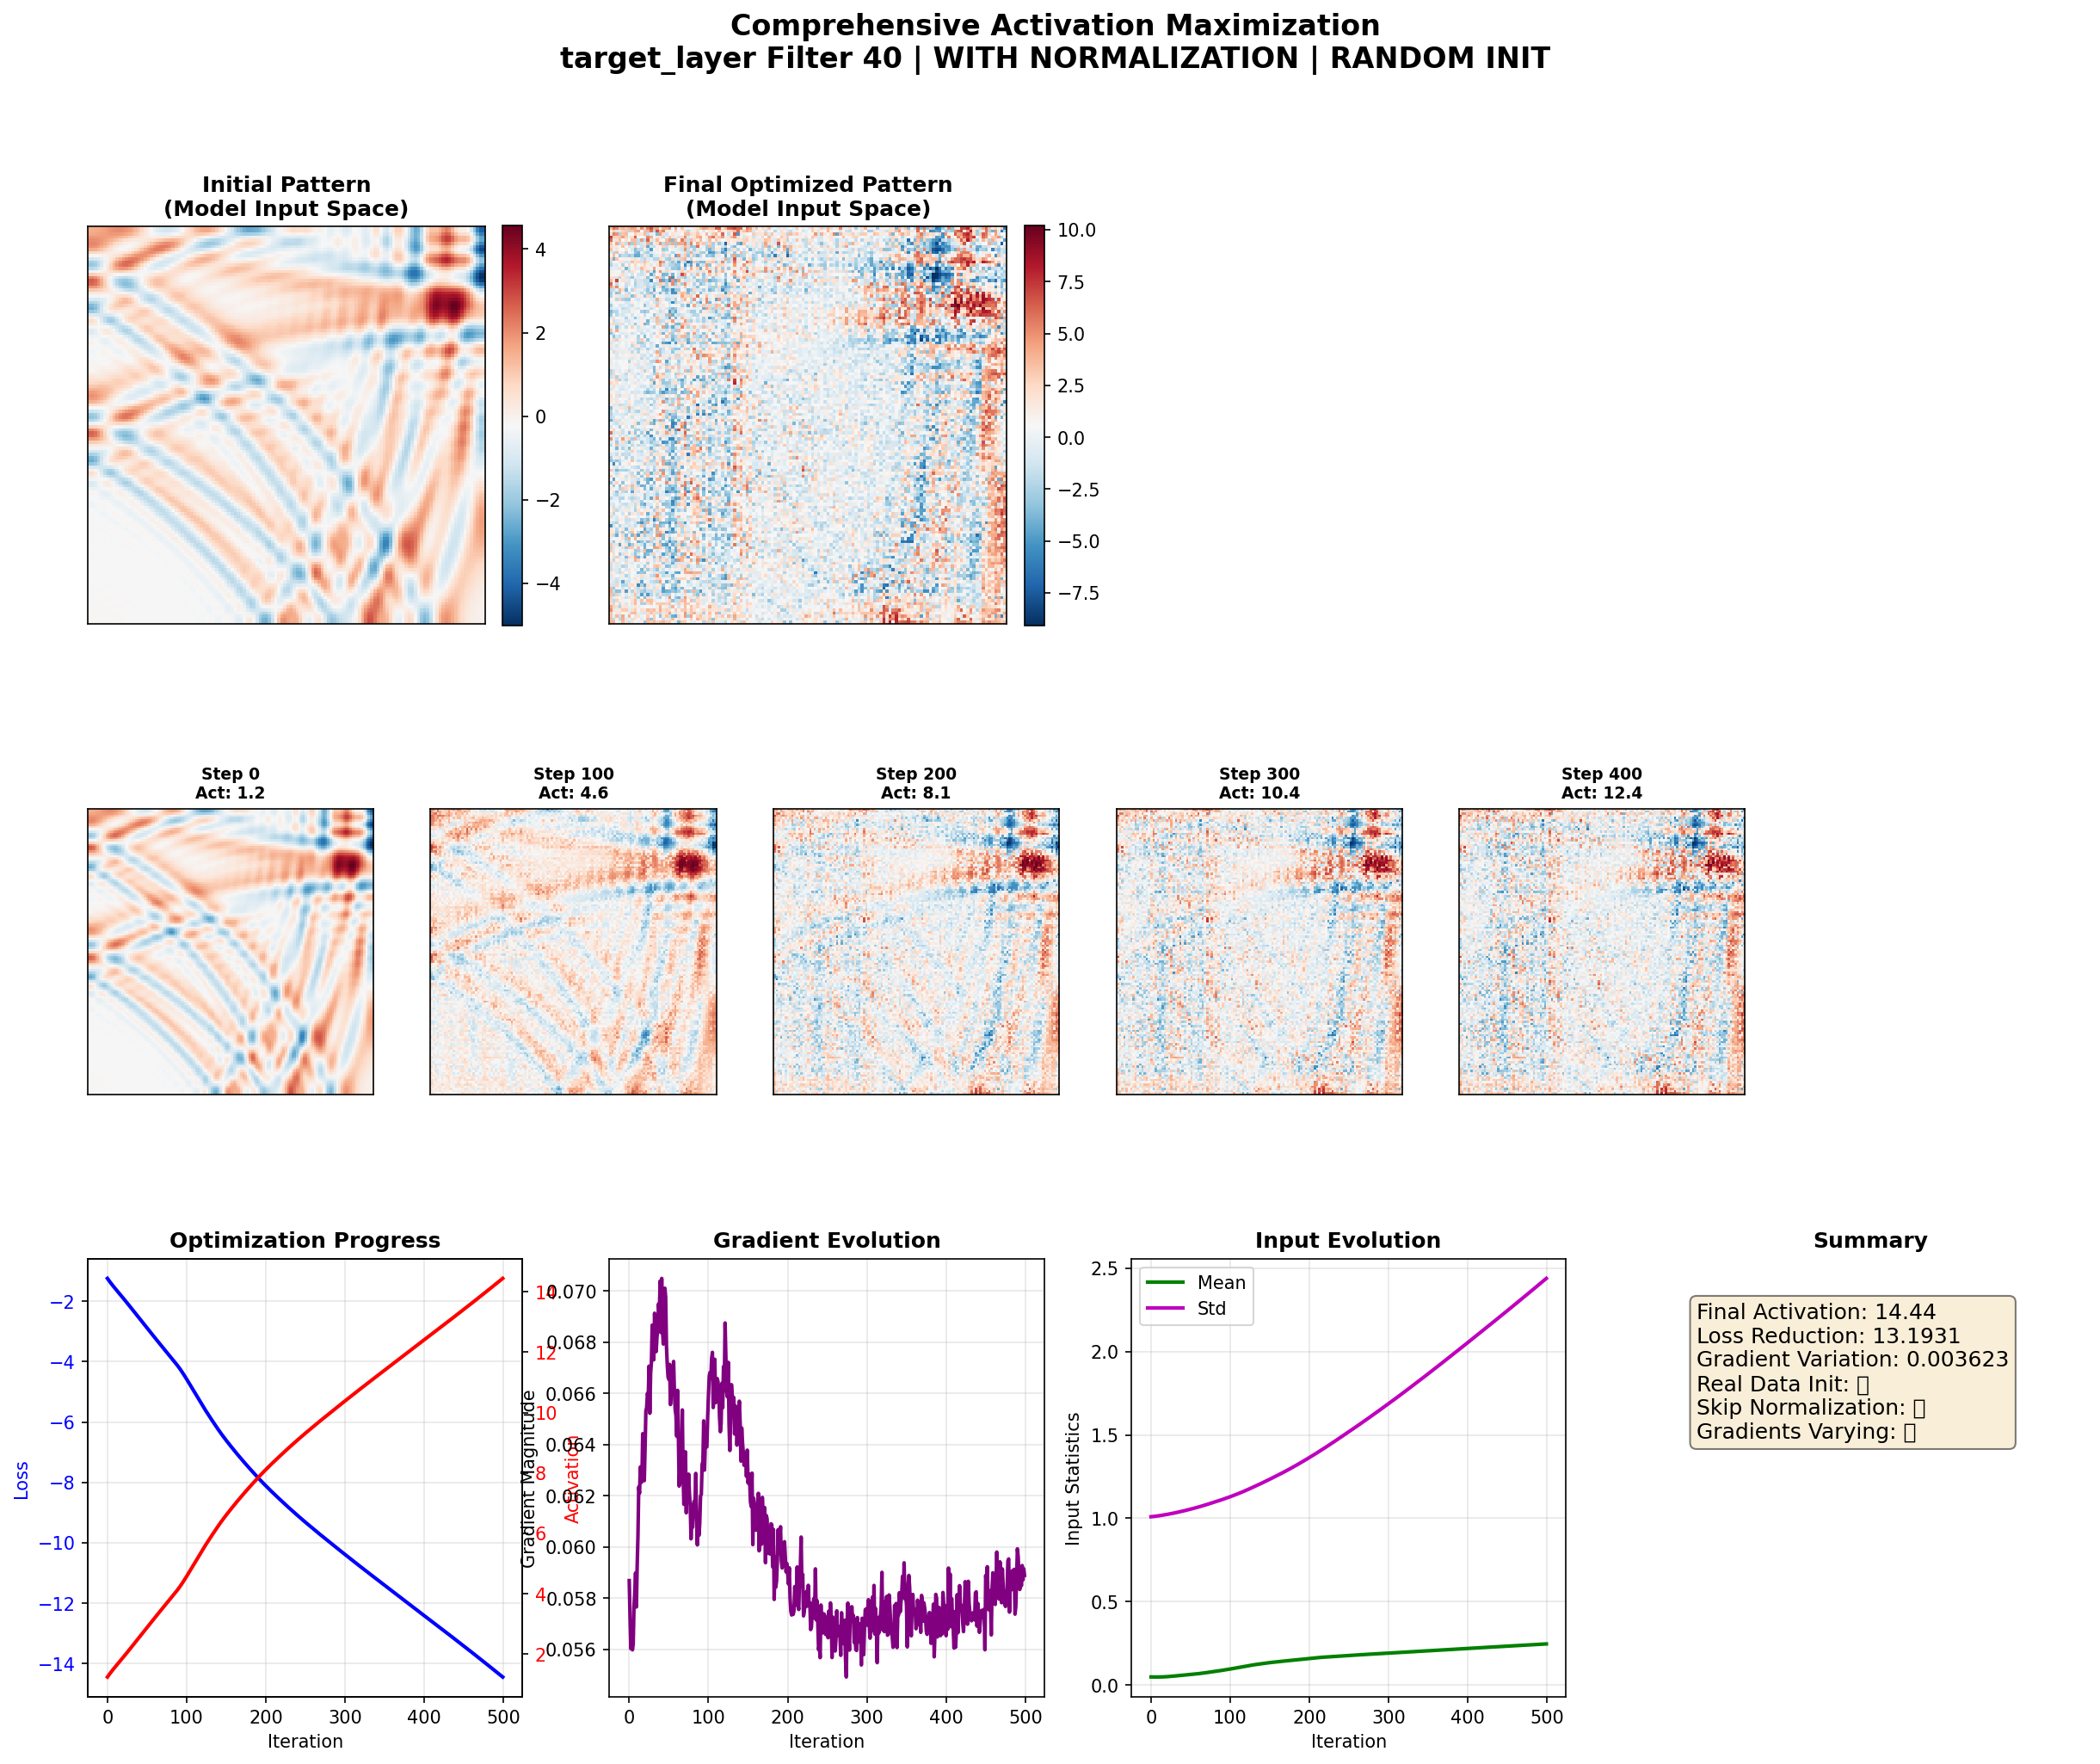 Comprehensive Activation Maximization
target_layer Filter 40 | WITH NORMALIZATION | RANDOM INIT
Initial Pattern
(Model Input Space)
4
2
0
−2
−4
Final Optimized Pattern
(Model Input Space)
10.0
7.5
5.0
2.5
0.0
−2.5
−5.0
−7.5
Step 0
Act: 1.2
Step 100
Act: 4.6
Step 200
Act: 8.1
Step 300
Act: 10.4
Step 400
Act: 12.4
Optimization Progress
Loss
−2
−4
−6
−8
−10
−12
−14
0 100 200 300 400 500
Iteration
14
12
10
8
6
4
2
Activation
Gradient Evolution
Gradient Magnitude
0.070
0.068
0.066
0.064
0.062
0.060
0.058
0.056
0 100 200 300 400 500
Iteration
Input Evolution
Input Statistics
2.5
2.0
1.5
1.0
0.5
0.0
Mean
Std
0 100 200 300 400 500
Iteration
Summary
Final Activation: 14.44
Loss Reduction: 13.1931
Gradient Variation: 0.003623
Real Data Init:
Skip Normalization:
Gradients Varying: